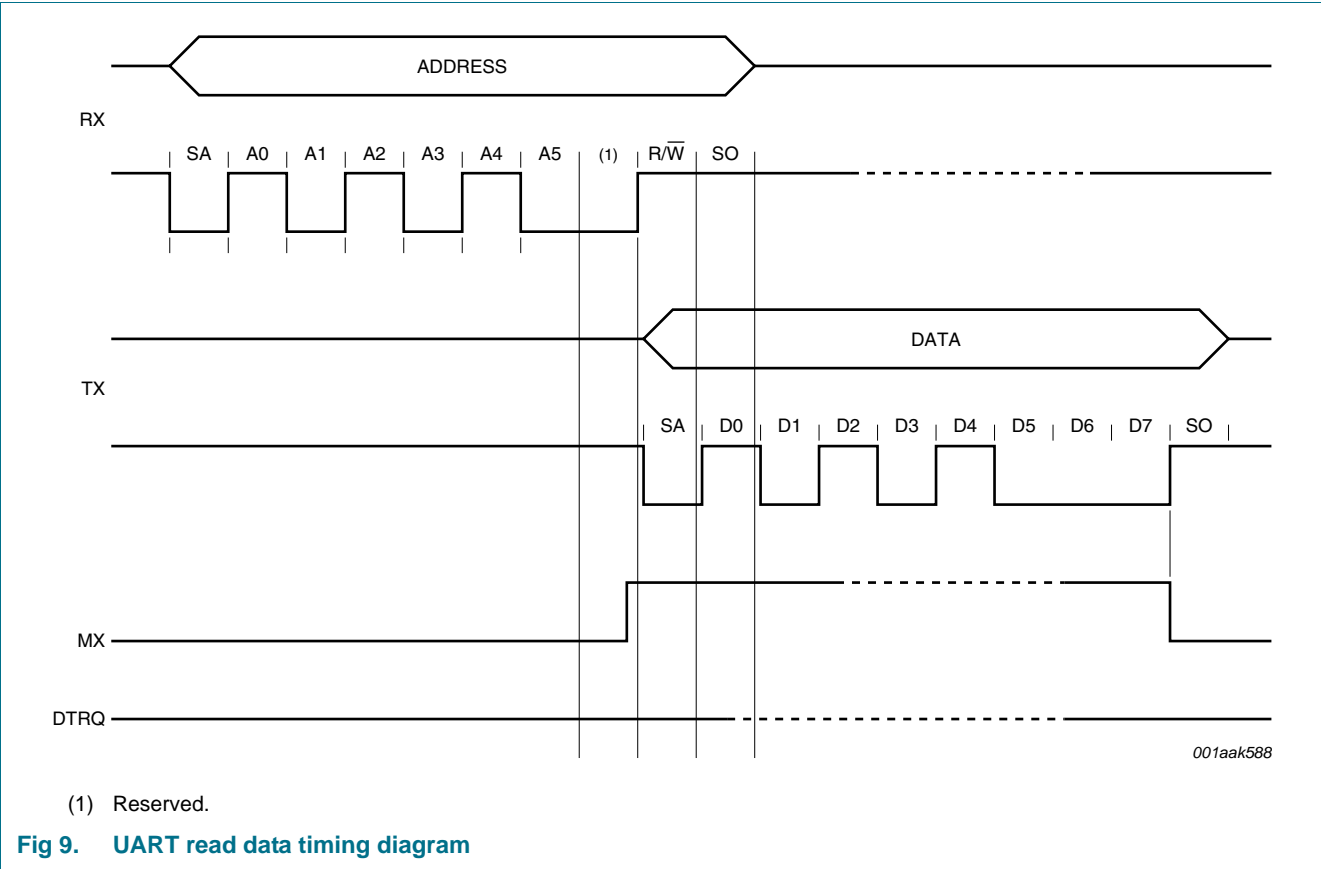 ADDRESS
RX
SA A0 A1 A2 A3 A4 A5 (1) R/W̅ SO
DATA
TX
SA D0 D1 D2 D3 D4 D5 D6 D7 SO
MX
DTRQ
001aak588
(1) Reserved.
Fig 9. UART read data timing diagram